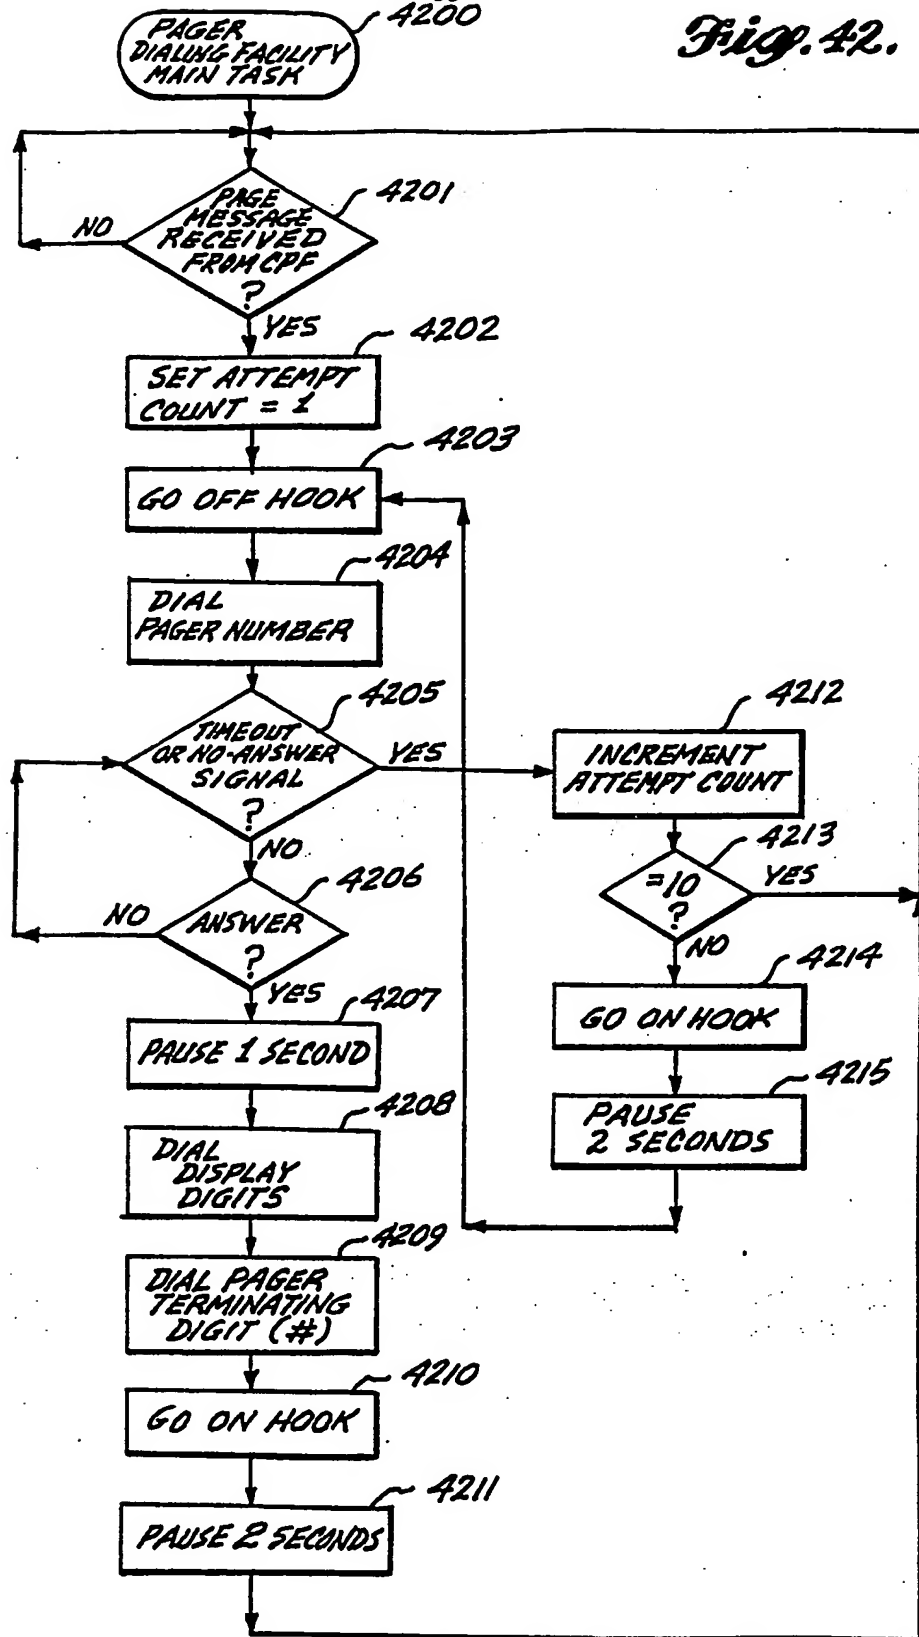 4200
Fig. 42.
PAGER
DIALING FACILITY
MAIN TASK
4201
PAGE
MESSAGE
RECEIVED
FROM CPF
?
NO
YES
4202
SET ATTEMPT
COUNT = 1
4203
GO OFF HOOK
4204
DIAL
PAGER NUMBER
4205
TIMEOUT
OR NO-ANSWER
SIGNAL
?
YES
NO
4212
INCREMENT
ATTEMPT COUNT
4213
=10
?
YES
NO
4206
ANSWER
?
NO
YES
4214
GO ON HOOK
4207
PAUSE 1 SECOND
4215
PAUSE
2 SECONDS
4208
DIAL
DISPLAY
DIGITS
4209
DIAL PAGER
TERMINATING
DIGIT (#)
4210
GO ON HOOK
4211
PAUSE 2 SECONDS